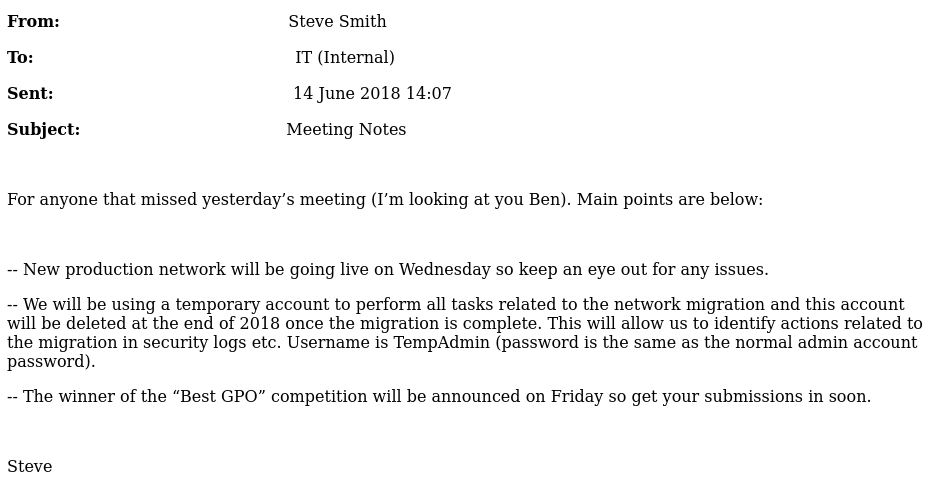 From: Steve Smith
To: IT (Internal)
Sent: 14 June 2018 14:07
Subject: Meeting Notes
For anyone that missed yesterday’s meeting (I’m looking at you Ben). Main points are below:
-- New production network will be going live on Wednesday so keep an eye out for any issues.
-- We will be using a temporary account to perform all tasks related to the network migration and this account
will be deleted at the end of 2018 once the migration is complete. This will allow us to identify actions related to
the migration in security logs etc. Username is TempAdmin (password is the same as the normal admin account
password).
-- The winner of the “Best GPO” competition will be announced on Friday so get your submissions in soon.
Steve